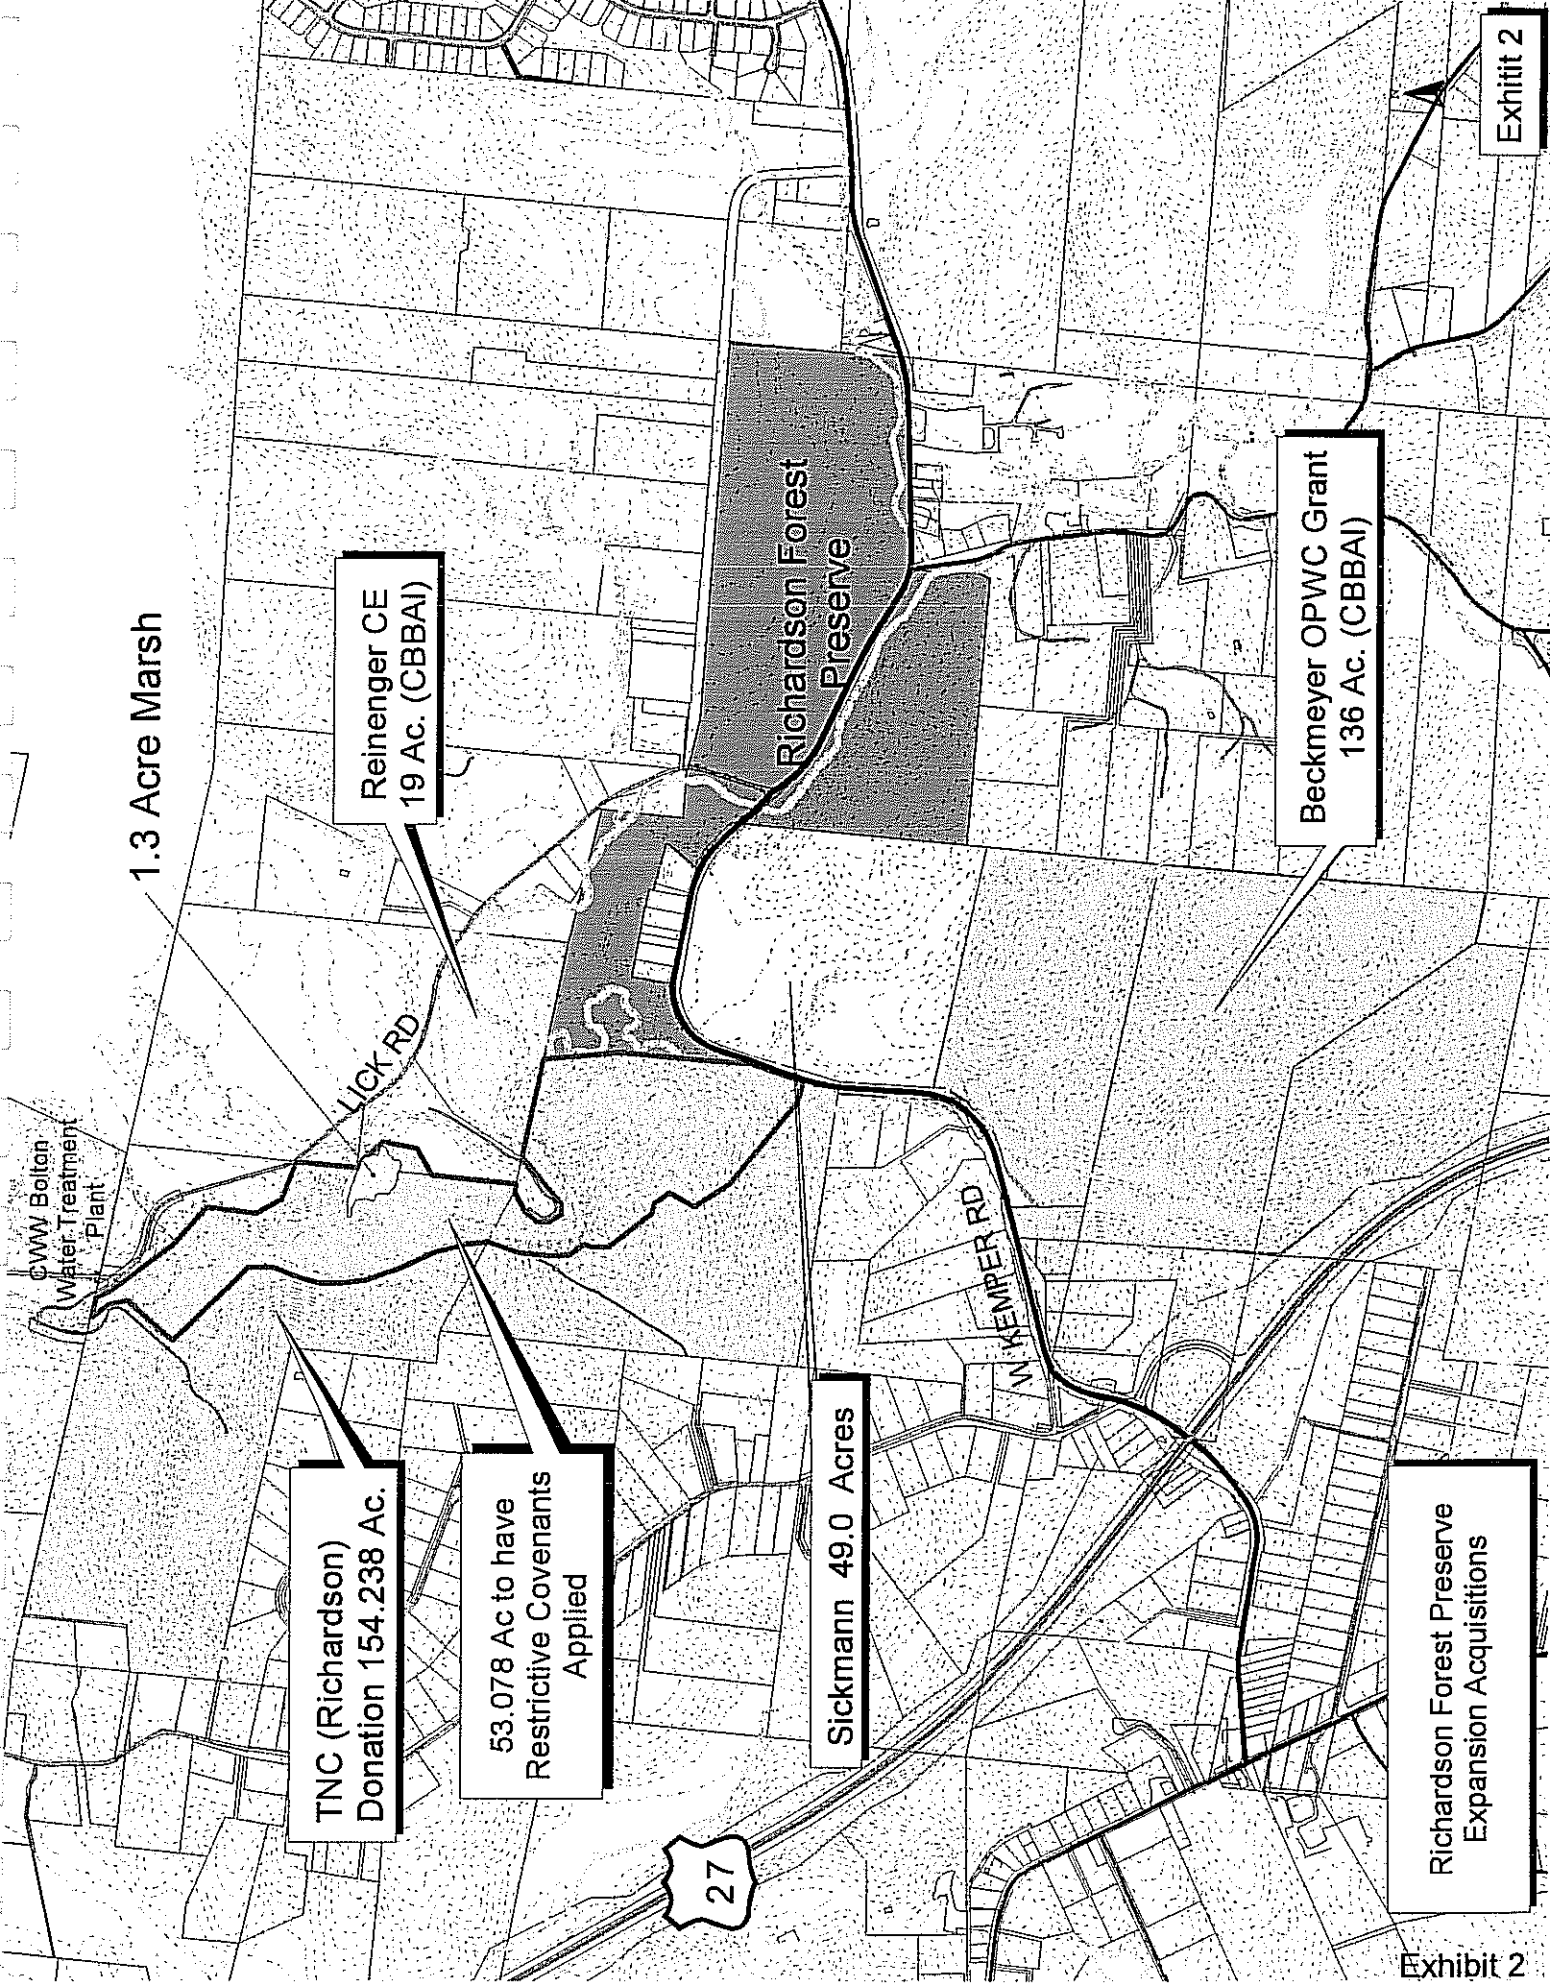 CWW Bolton
Water Treatment
Plant
1.3 Acre Marsh
LICK RD
Reinenger CE
19 Ac. (CBBAI)
TNC (Richardson)
Donation 154.238 Ac.
53.078 Ac to have
Restrictive Covenants
Applied
Richardson Forest
Preserve
Sickmann 49.0 Acres
W KEMPER RD
27
Beckmeyer OPWC Grant
136 Ac. (CBBAI)
Richardson Forest Preserve
Expansion Acquisitions
Exhitit 2
Exhibit 2